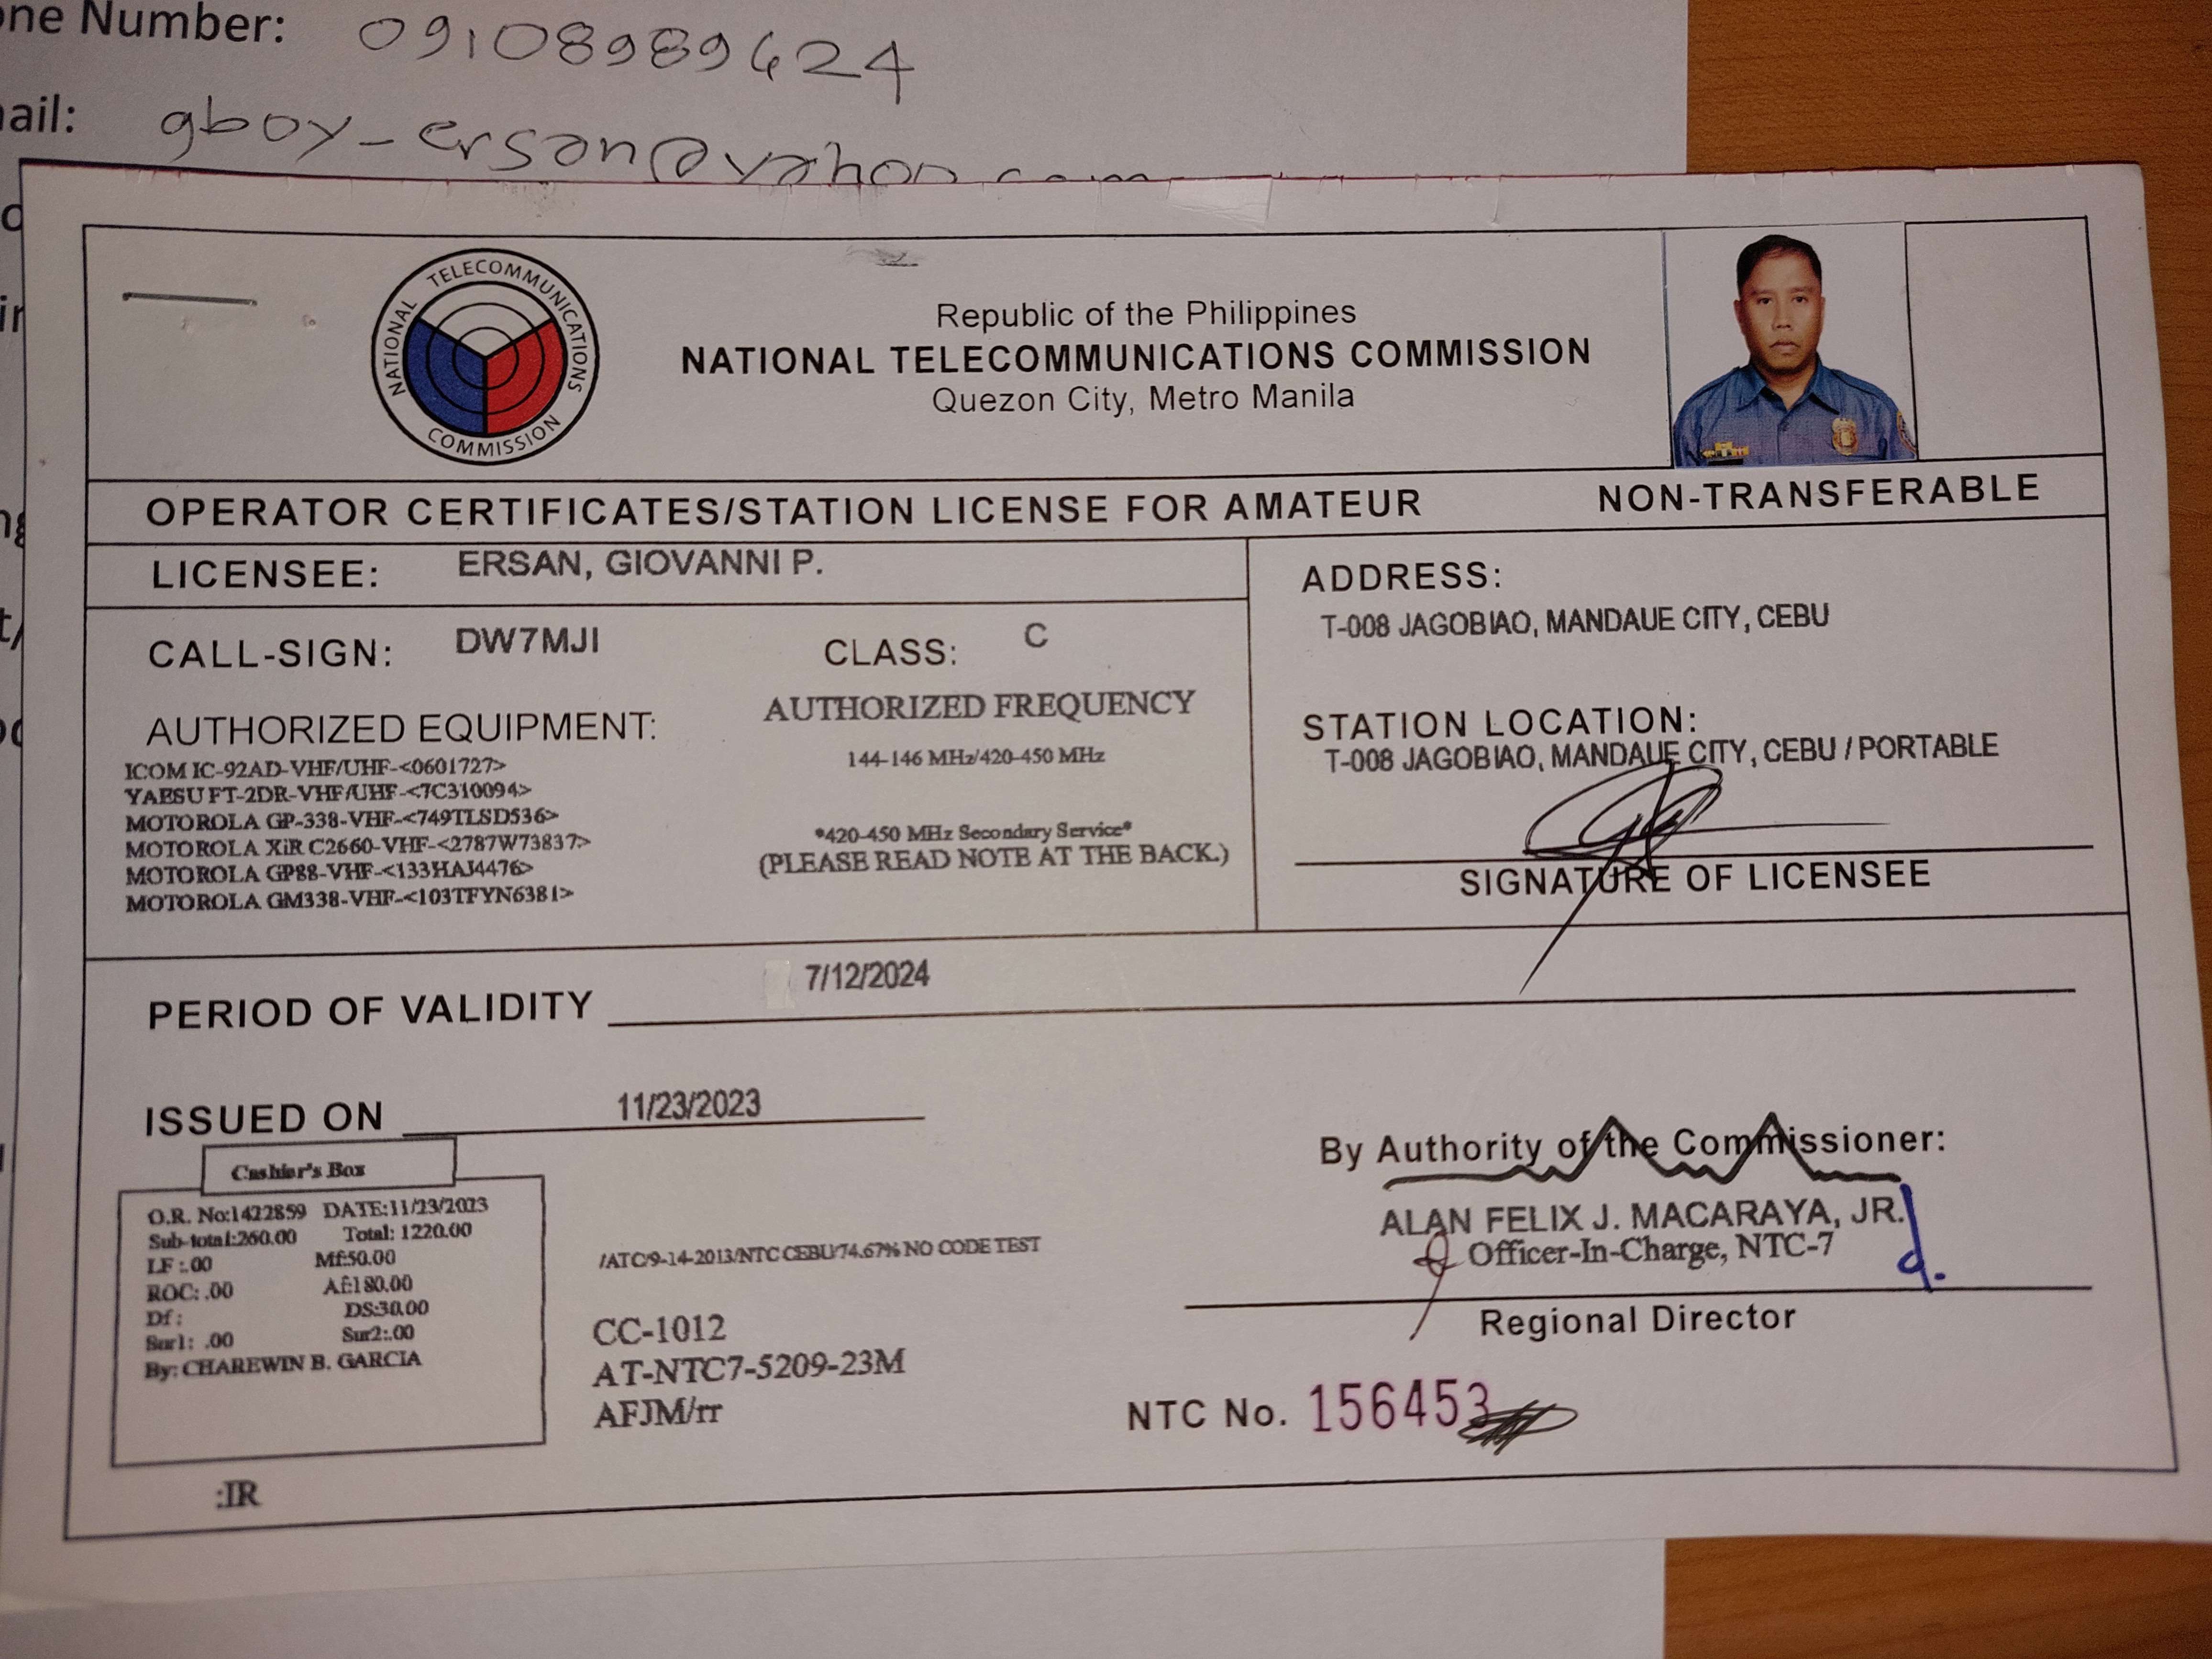 one Number: 09108989624
ail: gboy-ersan@yahoo.com
NATIONAL TELECOMMUNICATIONS COMMISSION
Republic of the Philippines
NATIONAL TELECOMMUNICATIONS COMMISSION
Quezon City, Metro Manila
OPERATOR CERTIFICATES/STATION LICENSE FOR AMATEUR NON-TRANSFERABLE
LICENSEE: ERSAN, GIOVANNI P.
CALL-SIGN: DW7MJI CLASS: C
AUTHORIZED EQUIPMENT:
ICOM IC-92AD-VHF/UHF-<0601727>
YAESU FT-2DR-VHF/UHF-<7C310094>
MOTOROLA GP-338-VHF-<749TLSD536>
MOTOROLA XiR C2660-VHF-<2787W73837>
MOTOROLA GP88-VHF-<133HAJ4476>
MOTOROLA GM338-VHF-<103TFYN6381>
AUTHORIZED FREQUENCY
144-146 MHz/420-450 MHz
*420-450 MHz Secondary Service*
(PLEASE READ NOTE AT THE BACK.)
ADDRESS:
T-008 JAGOBIAO, MANDAUE CITY, CEBU
STATION LOCATION:
T-008 JAGOBIAO, MANDAUE CITY, CEBU / PORTABLE
SIGNATURE OF LICENSEE
PERIOD OF VALIDITY 7/12/2024
ISSUED ON 11/23/2023
Cashier's Box
O.R. No:1422859 DATE:11/23/2023
Sub-total:260.00 Total: 1220.00
LF :.00 Mf:50.00
ROC: .00 Af:180.00
Df : DS:30.00
Sur1: .00 Sur2:.00
By: CHAREWIN B. GARCIA
:IR
/ATC/9-14-2013/NTC CEBU/74.67% NO CODE TEST
CC-1012
AT-NTC7-5209-23M
AFJM/rr
By Authority of the Commissioner:
ALAN FELIX J. MACARAYA, JR.
Officer-In-Charge, NTC-7
Regional Director
NTC No. 156453